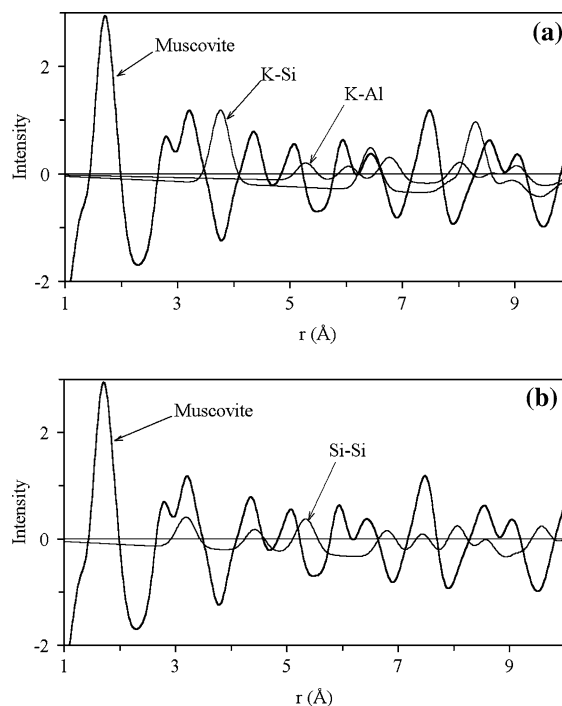 (a)
Muscovite
K-Si
K-Al
Intensity
2
0
-2
1 3 5 7 9
r (Å)
(b)
Muscovite
Si-Si
Intensity
2
0
-2
1 3 5 7 9
r (Å)